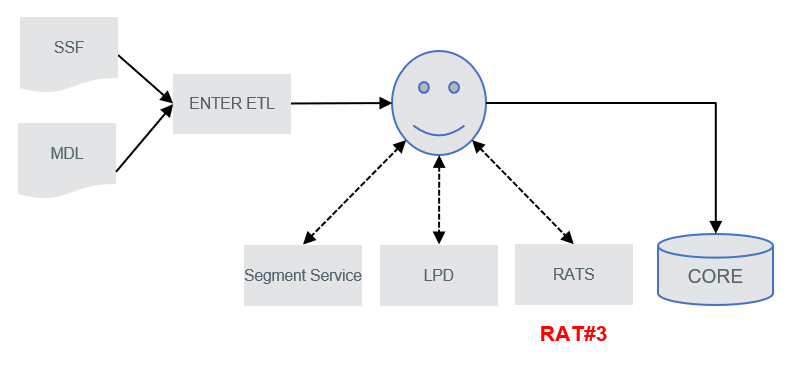 SSF
MDL
ENTER ETL
Segment Service
LPD
RATS
CORE
RAT#3